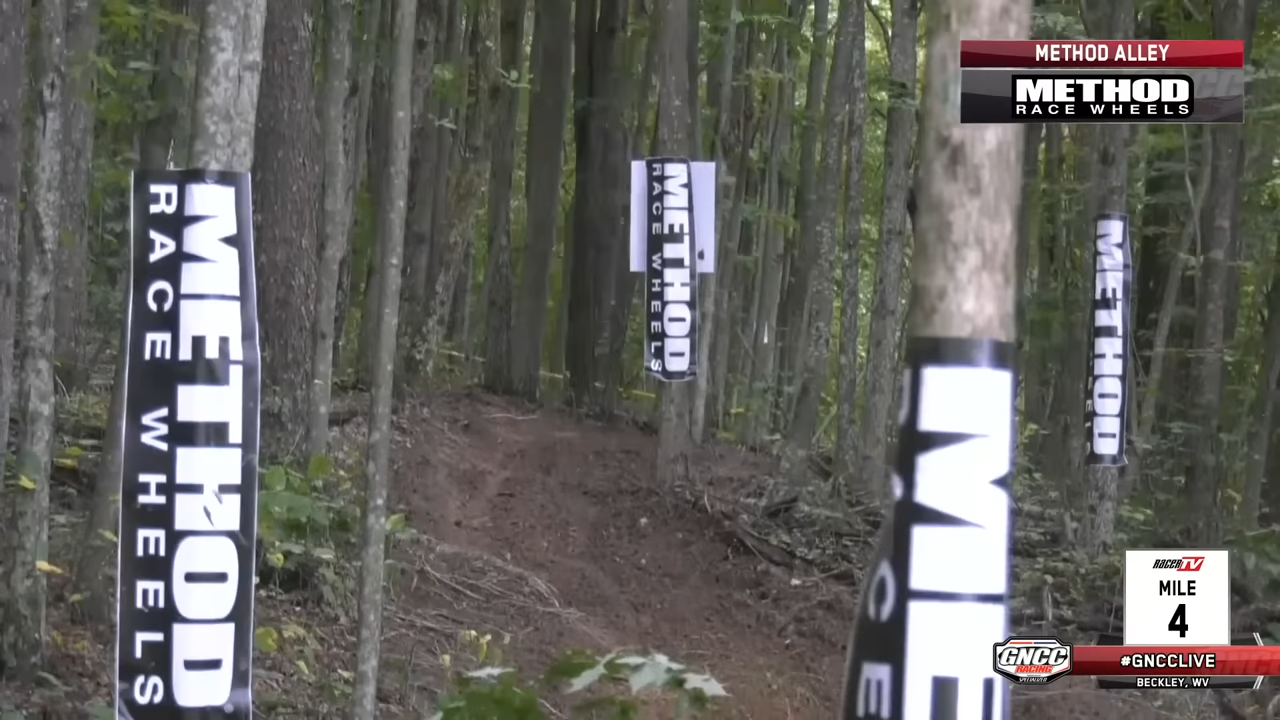 METHOD ALLEY
METHOD
RACE WHEELS
METHOD
RACE WHEELS
METHOD
RACE WHEELS
METHOD
RACER TV
MILE
4
GNCC
RACING
#GNCCLIVE
BECKLEY, WV